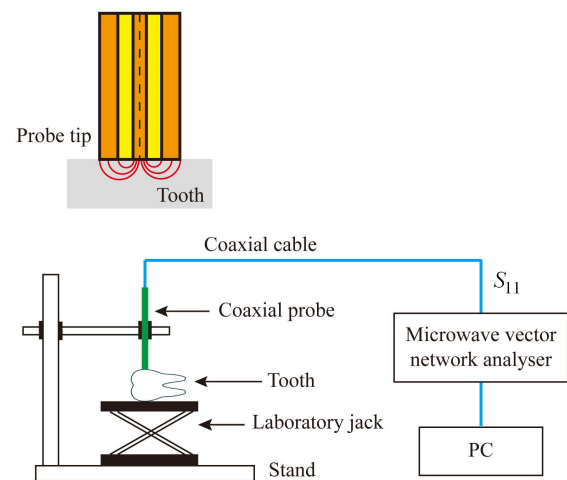 Probe tip
Tooth
Coaxial cable
S11
Coaxial probe
Microwave vector
network analyser
Tooth
Laboratory jack
PC
Stand